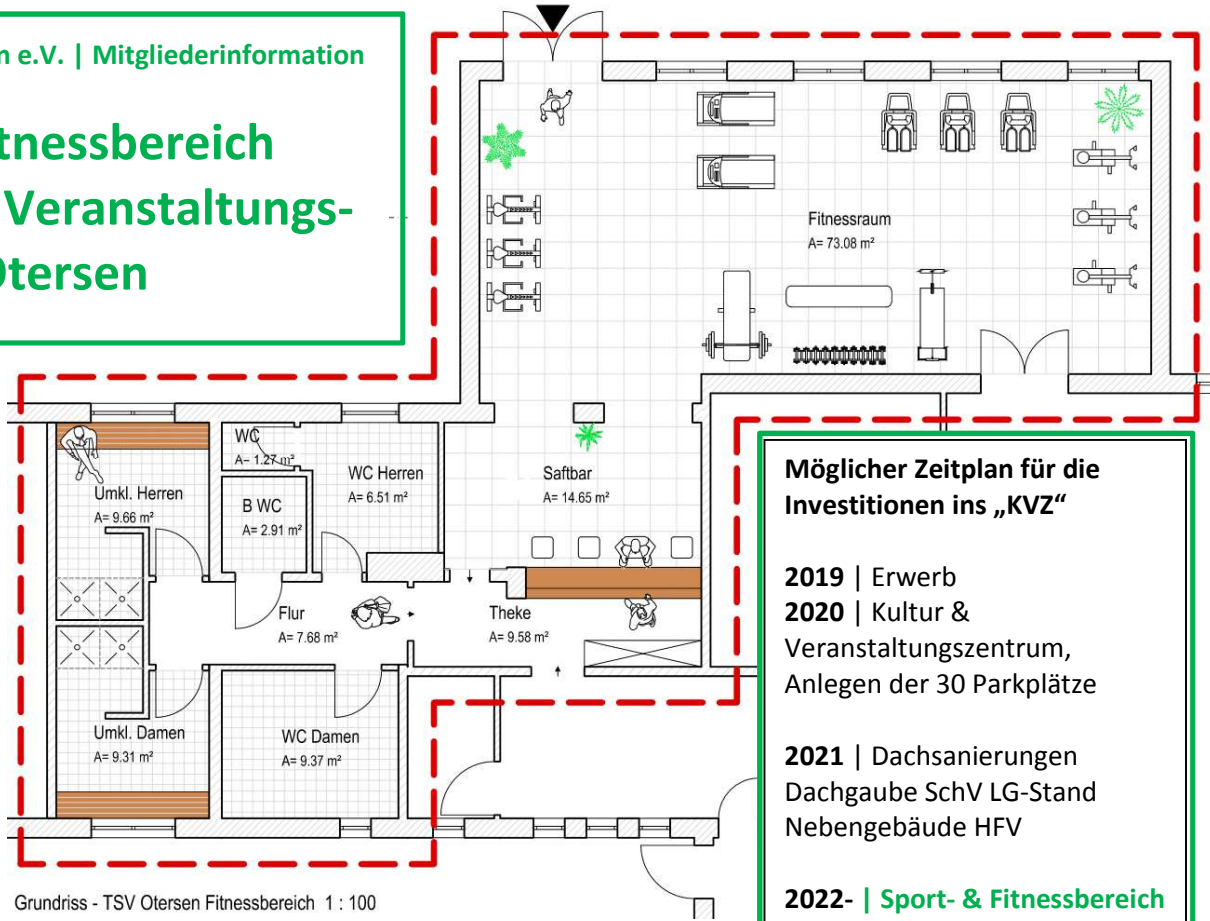 n e.V. | Mitgliederinformation
tnessbereich
Veranstaltungs-
Otersen
Fitnessraum
A= 73.08 m²
WC
A= 1.27 m²
WC Herren
A= 6.51 m²
Umkl. Herren
A= 9.66 m²
B WC
A= 2.91 m²
Saftbar
A= 14.65 m²
Flur
A= 7.68 m²
Theke
A= 9.58 m²
Umkl. Damen
A= 9.31 m²
WC Damen
A= 9.37 m²
Grundriss - TSV Otersen Fitnessbereich 1 : 100
Möglicher Zeitplan für die
Investitionen ins „KVZ“
2019 | Erwerb
2020 | Kultur &
Veranstaltungszentrum,
Anlegen der 30 Parkplätze
2021 | Dachsanierungen
Dachgaube SchV LG-Stand
Nebengebäude HFV
2022- | Sport- & Fitnessbereich